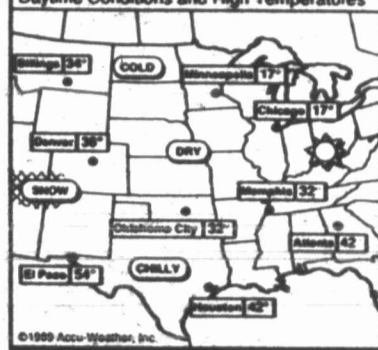 Daytime Conditions and High Temperatures
Billings 34°
COLD
Minneapolis 17°
Chicago 17°
Denver 36°
DRY
SNOW
Memphis 32°
Oklahoma City 32°
Atlanta 42
El Paso 54°
CHILLY
Houston 42°
©1989 Accu-Weather, Inc.